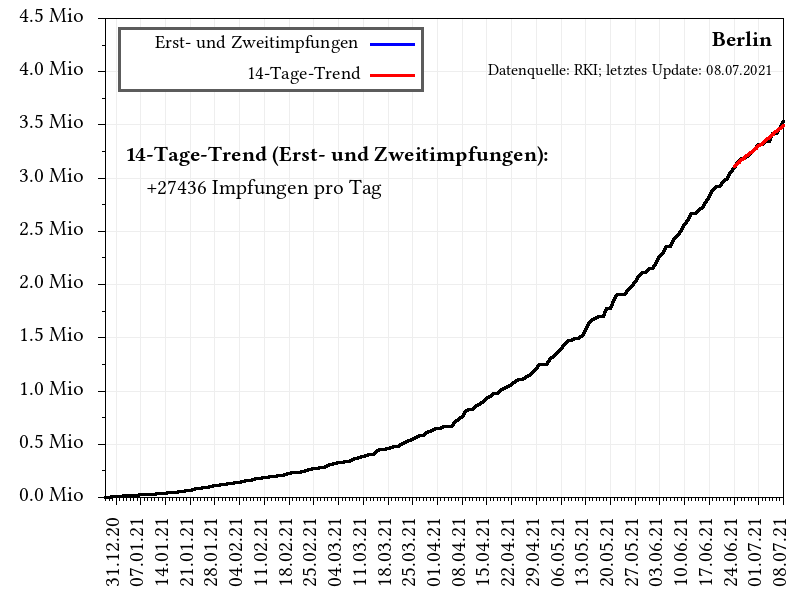 4.5 Mio
4.0 Mio
3.5 Mio
3.0 Mio
2.5 Mio
2.0 Mio
1.5 Mio
1.0 Mio
0.5 Mio
0.0 Mio
Erst- und Zweitimpfungen
14-Tage-Trend
Berlin
Datenquelle: RKI; letztes Update: 08.07.2021
14-Tage-Trend (Erst- und Zweitimpfungen):
+27436 Impfungen pro Tag
31.12.20
07.01.21
14.01.21
21.01.21
28.01.21
04.02.21
11.02.21
18.02.21
25.02.21
04.03.21
11.03.21
18.03.21
25.03.21
01.04.21
08.04.21
15.04.21
22.04.21
29.04.21
06.05.21
13.05.21
20.05.21
27.05.21
03.06.21
10.06.21
17.06.21
24.06.21
01.07.21
08.07.21